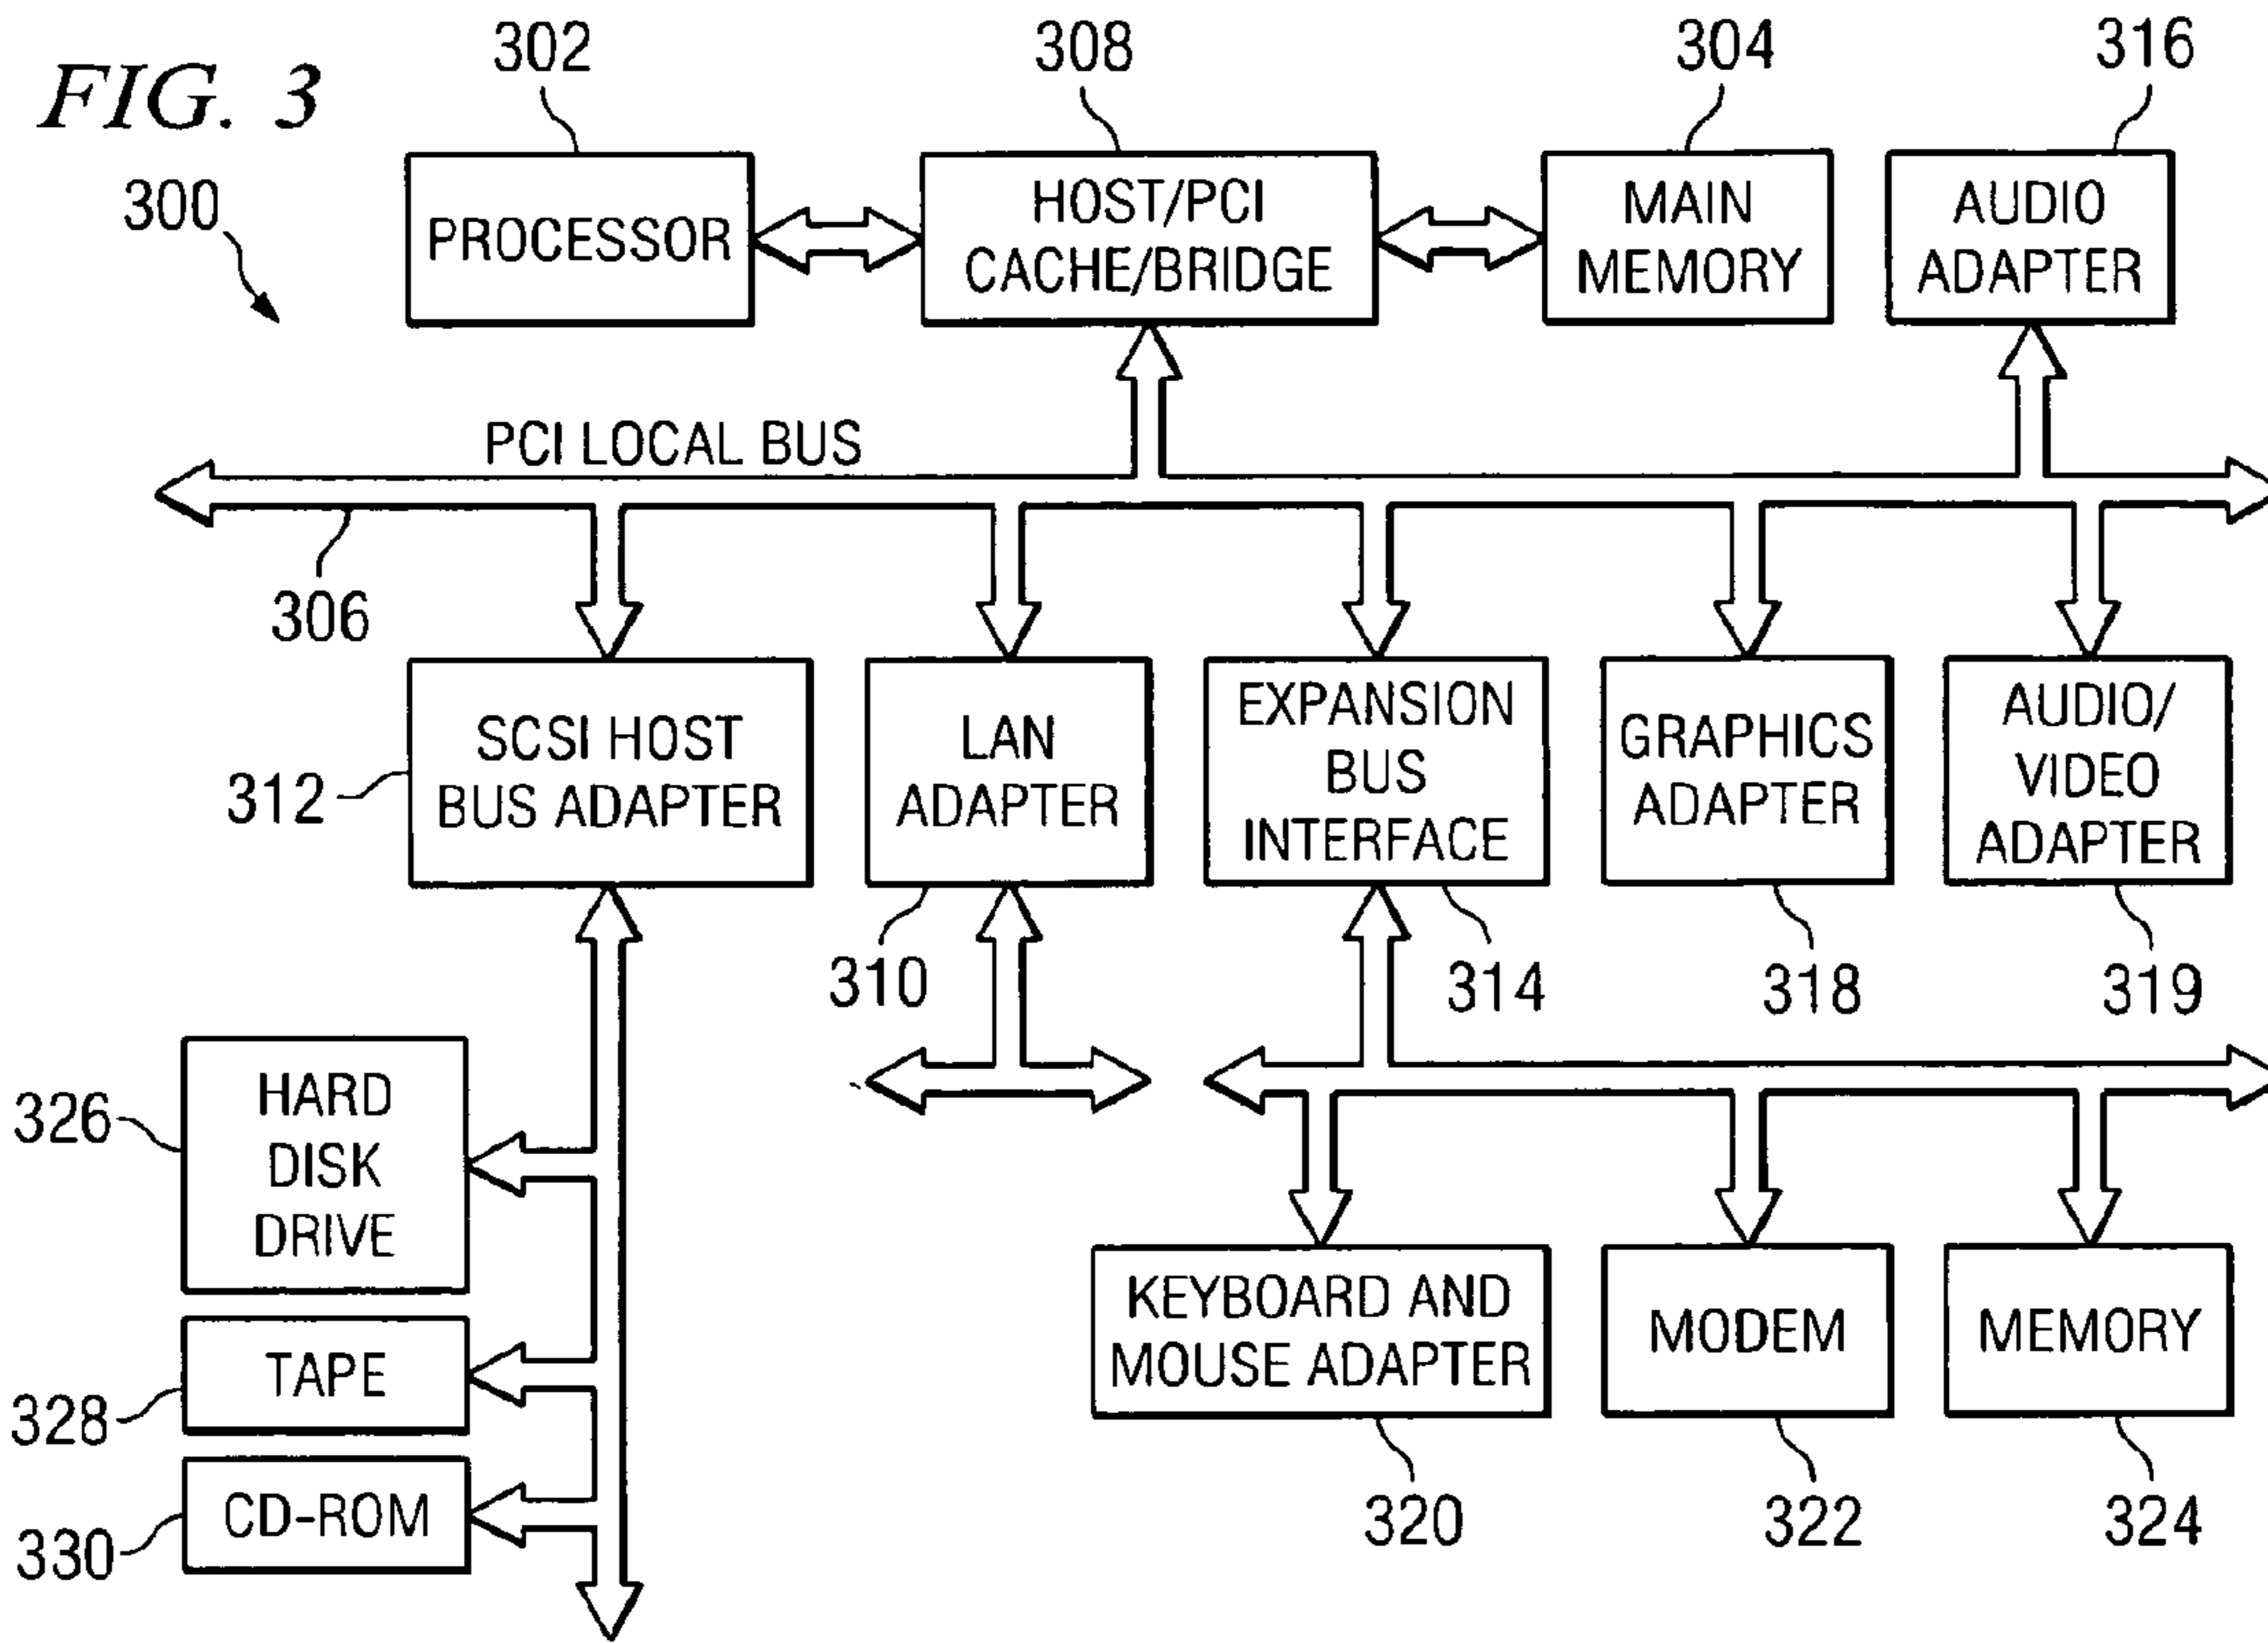 FIG. 3
302
308
304
316
300
PROCESSOR
HOST/PCI
CACHE/BRIDGE
MAIN
MEMORY
AUDIO
ADAPTER
PCI LOCAL BUS
306
312
SCSI HOST
BUS ADAPTER
LAN
ADAPTER
EXPANSION
BUS
INTERFACE
GRAPHICS
ADAPTER
AUDIO/
VIDEO
ADAPTER
310
314
318
319
326
HARD
DISK
DRIVE
328
TAPE
330
CD-ROM
KEYBOARD AND
MOUSE ADAPTER
MODEM
MEMORY
320
322
324